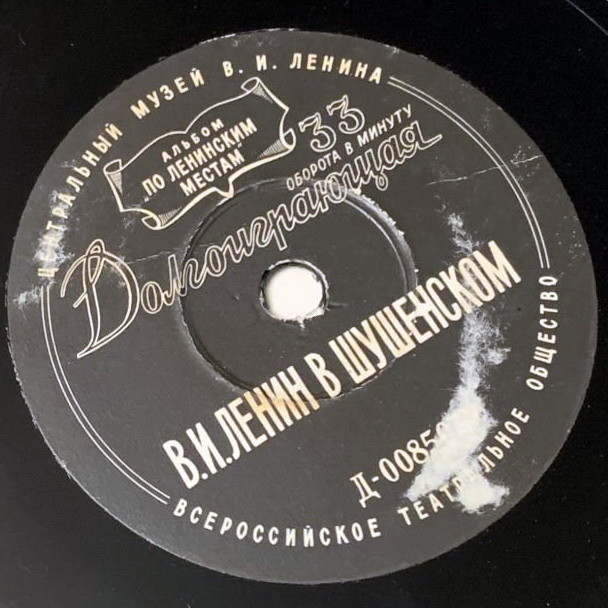 ЦЕНТРАЛЬНЫЙ МУЗЕЙ В. И. ЛЕНИНА
АЛЬБОМ
"ПО ЛЕНИНСКИМ
МЕСТАМ"
33
ОБОРОТА В МИНУТУ
Долгоиграющая
В.И.ЛЕНИН В ШУШЕНСКОМ
ВСЕРОССИЙСКОЕ ТЕАТРАЛЬНОЕ ОБЩЕСТВО